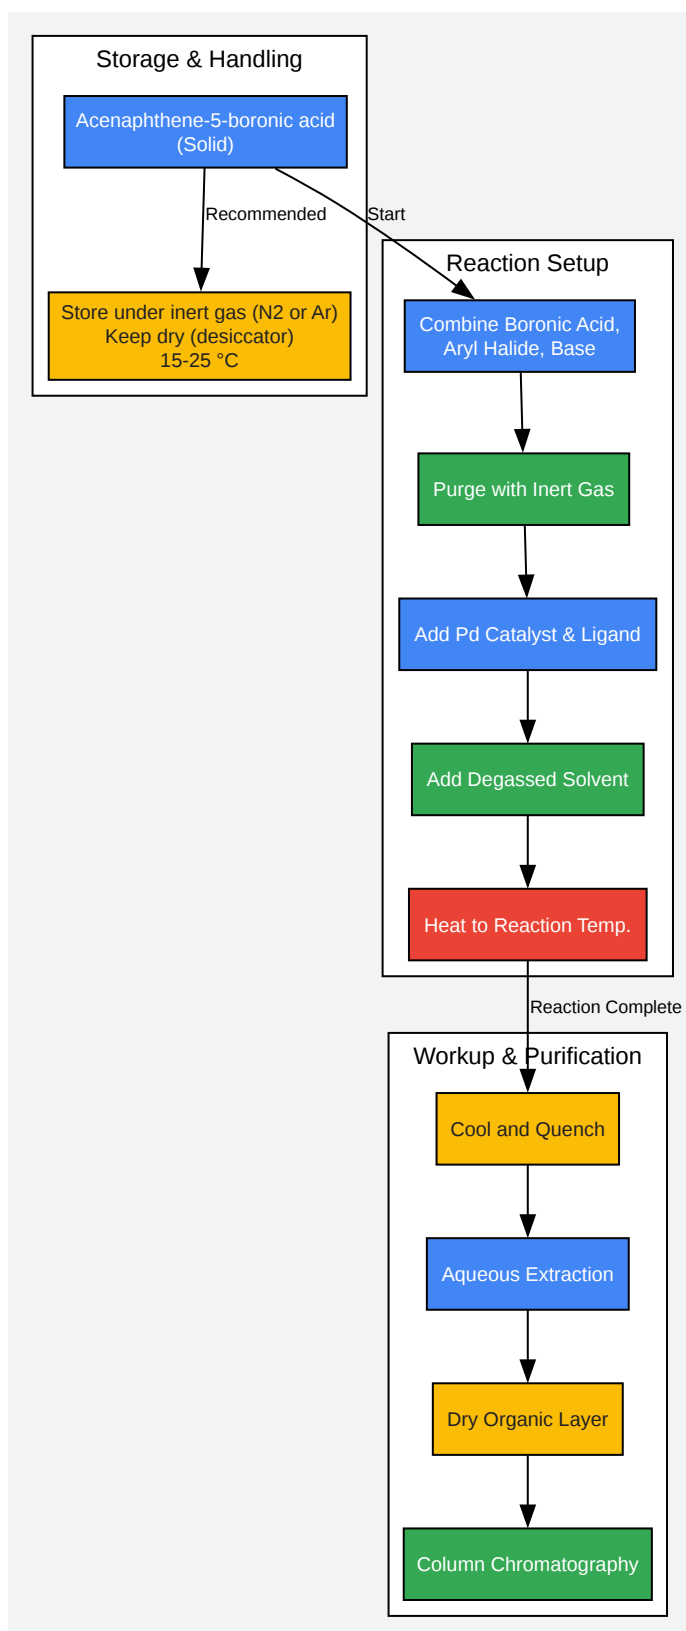 Storage & Handling
Acenaphthene-5-boronic acid
(Solid)
Recommended
Start
Store under inert gas (N2 or Ar)
Keep dry (desiccator)
15-25 °C
Reaction Setup
Combine Boronic Acid,
Aryl Halide, Base
Purge with Inert Gas
Add Pd Catalyst & Ligand
Add Degassed Solvent
Heat to Reaction Temp.
Reaction Complete
Workup & Purification
Cool and Quench
Aqueous Extraction
Dry Organic Layer
Column Chromatography